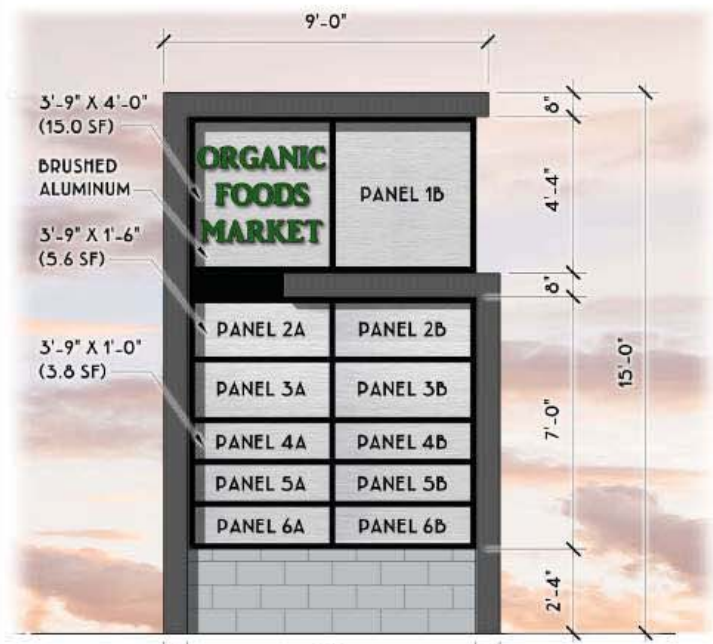 9'-0"
3'-9" X 4'-0"
(15.0 SF)
BRUSHED
ALUMINUM
3'-9" X 1'-6"
(5.6 SF)
3'-9" X 1'-0"
(3.8 SF)
ORGANIC
FOODS
MARKET
PANEL 1B
PANEL 2A
PANEL 2B
PANEL 3A
PANEL 3B
PANEL 4A
PANEL 4B
PANEL 5A
PANEL 5B
PANEL 6A
PANEL 6B
8"
4'-4"
8"
7'-0"
2'-4"
15'-0"